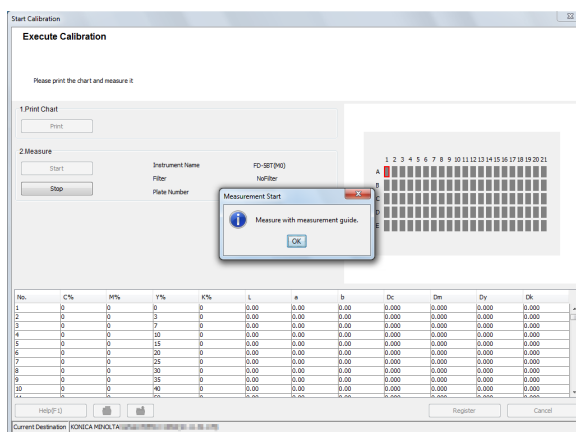 Start Calibration
Execute Calibration
Please print the chart and measure it
1.Print Chart
Print
2.Measure
Start
Stop
Instrument Name FD-5BT(M0)
Filter NoFilter
Plate Number
1 2 3 4 5 6 7 8 9 10 11 12 13 14 15 16 17 18 19 20 21
A
B
C
D
E
Measurement Start
Measure with measurement guide.
OK
No. C% M% Y% K% L a b Dc Dm Dy Dk
1 0 0 0 0 0.00 0.00 0.00 0.000 0.000 0.000 0.000
2 0 0 3 0 0.00 0.00 0.00 0.000 0.000 0.000 0.000
3 0 0 7 0 0.00 0.00 0.00 0.000 0.000 0.000 0.000
4 0 0 10 0 0.00 0.00 0.00 0.000 0.000 0.000 0.000
5 0 0 15 0 0.00 0.00 0.00 0.000 0.000 0.000 0.000
6 0 0 20 0 0.00 0.00 0.00 0.000 0.000 0.000 0.000
7 0 0 25 0 0.00 0.00 0.00 0.000 0.000 0.000 0.000
8 0 0 30 0 0.00 0.00 0.00 0.000 0.000 0.000 0.000
9 0 0 35 0 0.00 0.00 0.00 0.000 0.000 0.000 0.000
10 0 0 40 0 0.00 0.00 0.00 0.000 0.000 0.000 0.000
Help(F1)
Register
Cancel
Current Destination KONICA MINOLTA